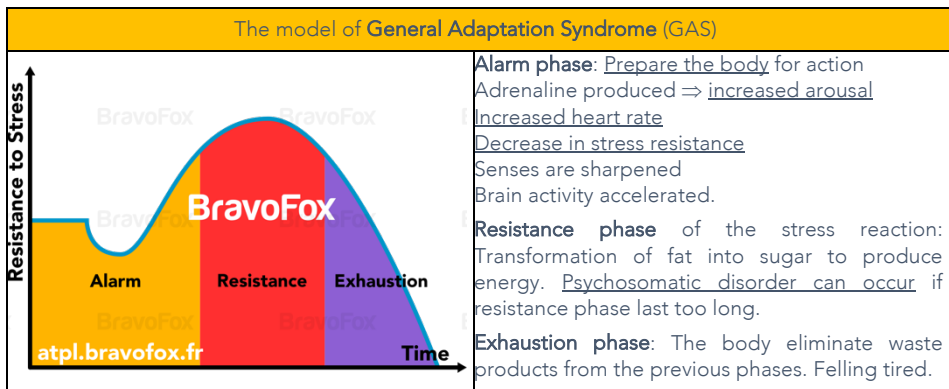 The model of General Adaptation Syndrome (GAS)
Resistance to Stress
BravoFox
BravoFox
BravoFox
BravoFox
BravoFox
Alarm
Resistance
Exhaustion
BravoFox
BravoFox
atpl.bravofox.fr
Time
Alarm phase: Prepare the body for action
Adrenaline produced ⇒ increased arousal
Increased heart rate
Decrease in stress resistance
Senses are sharpened
Brain activity accelerated.
Resistance phase of the stress reaction:
Transformation of fat into sugar to produce
energy. Psychosomatic disorder can occur if
resistance phase last too long.
Exhaustion phase: The body eliminate waste
products from the previous phases. Felling tired.